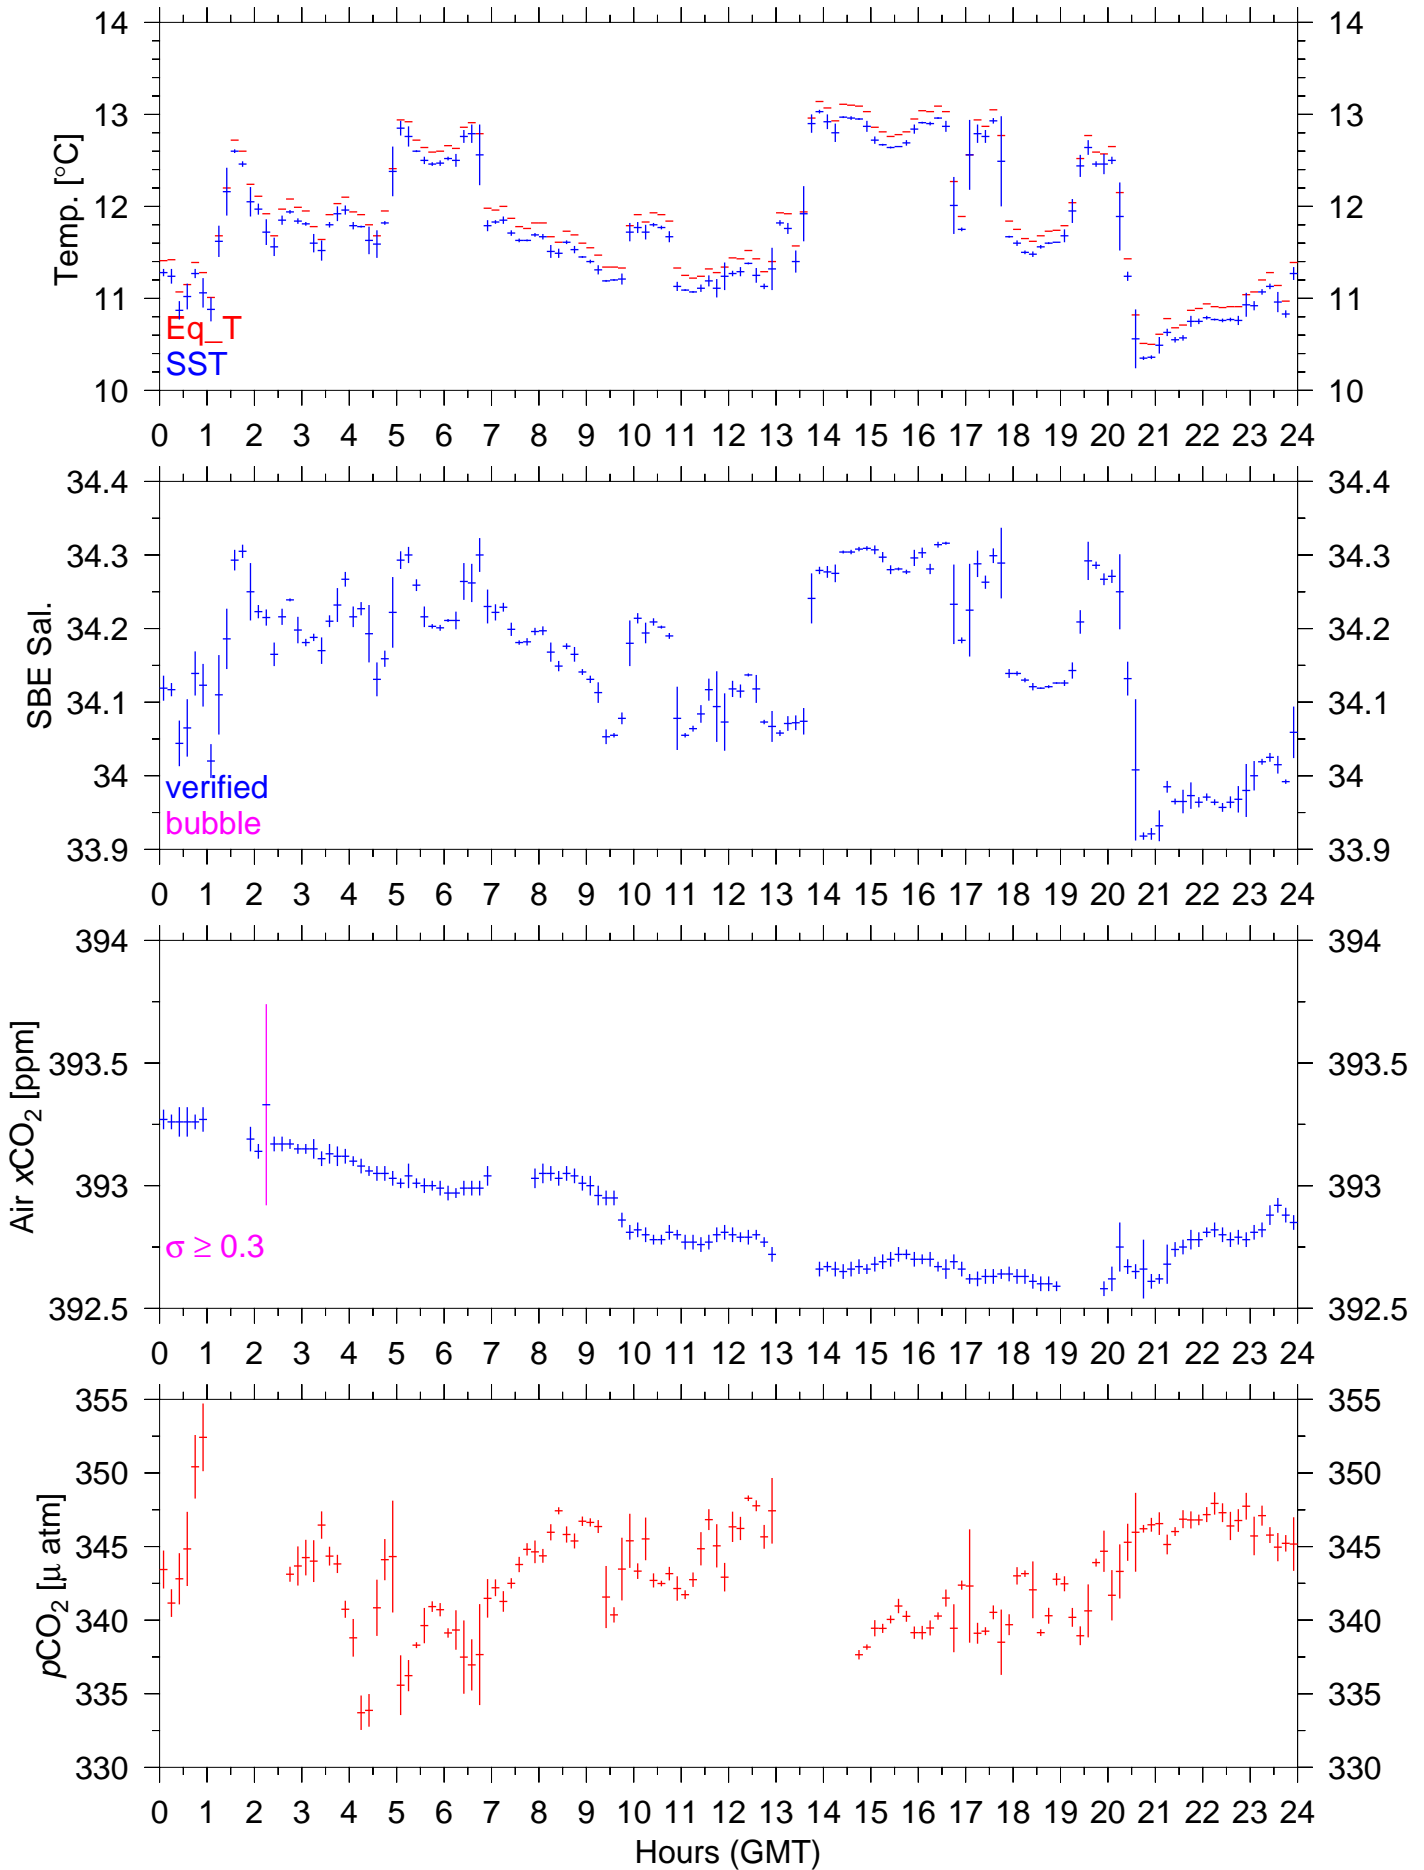 14 14
13 13
12 12
11 11
10 10
Temp. [°C]
Eq_T
SST
0 1 2 3 4 5 6 7 8 9 10 11 12 13 14 15 16 17 18 19 20 21 22 23 24
34.4 34.4
34.3 34.3
34.2 34.2
34.1 34.1
34 34
33.9 33.9
SBE Sal.
verified
bubble
0 1 2 3 4 5 6 7 8 9 10 11 12 13 14 15 16 17 18 19 20 21 22 23 24
394 394
393.5 393.5
393 393
392.5 392.5
Air xCO₂ [ppm]
σ ≥ 0.3
0 1 2 3 4 5 6 7 8 9 10 11 12 13 14 15 16 17 18 19 20 21 22 23 24
355 355
350 350
345 345
340 340
335 335
330 330
pCO₂ [μ atm]
0 1 2 3 4 5 6 7 8 9 10 11 12 13 14 15 16 17 18 19 20 21 22 23 24
Hours (GMT)